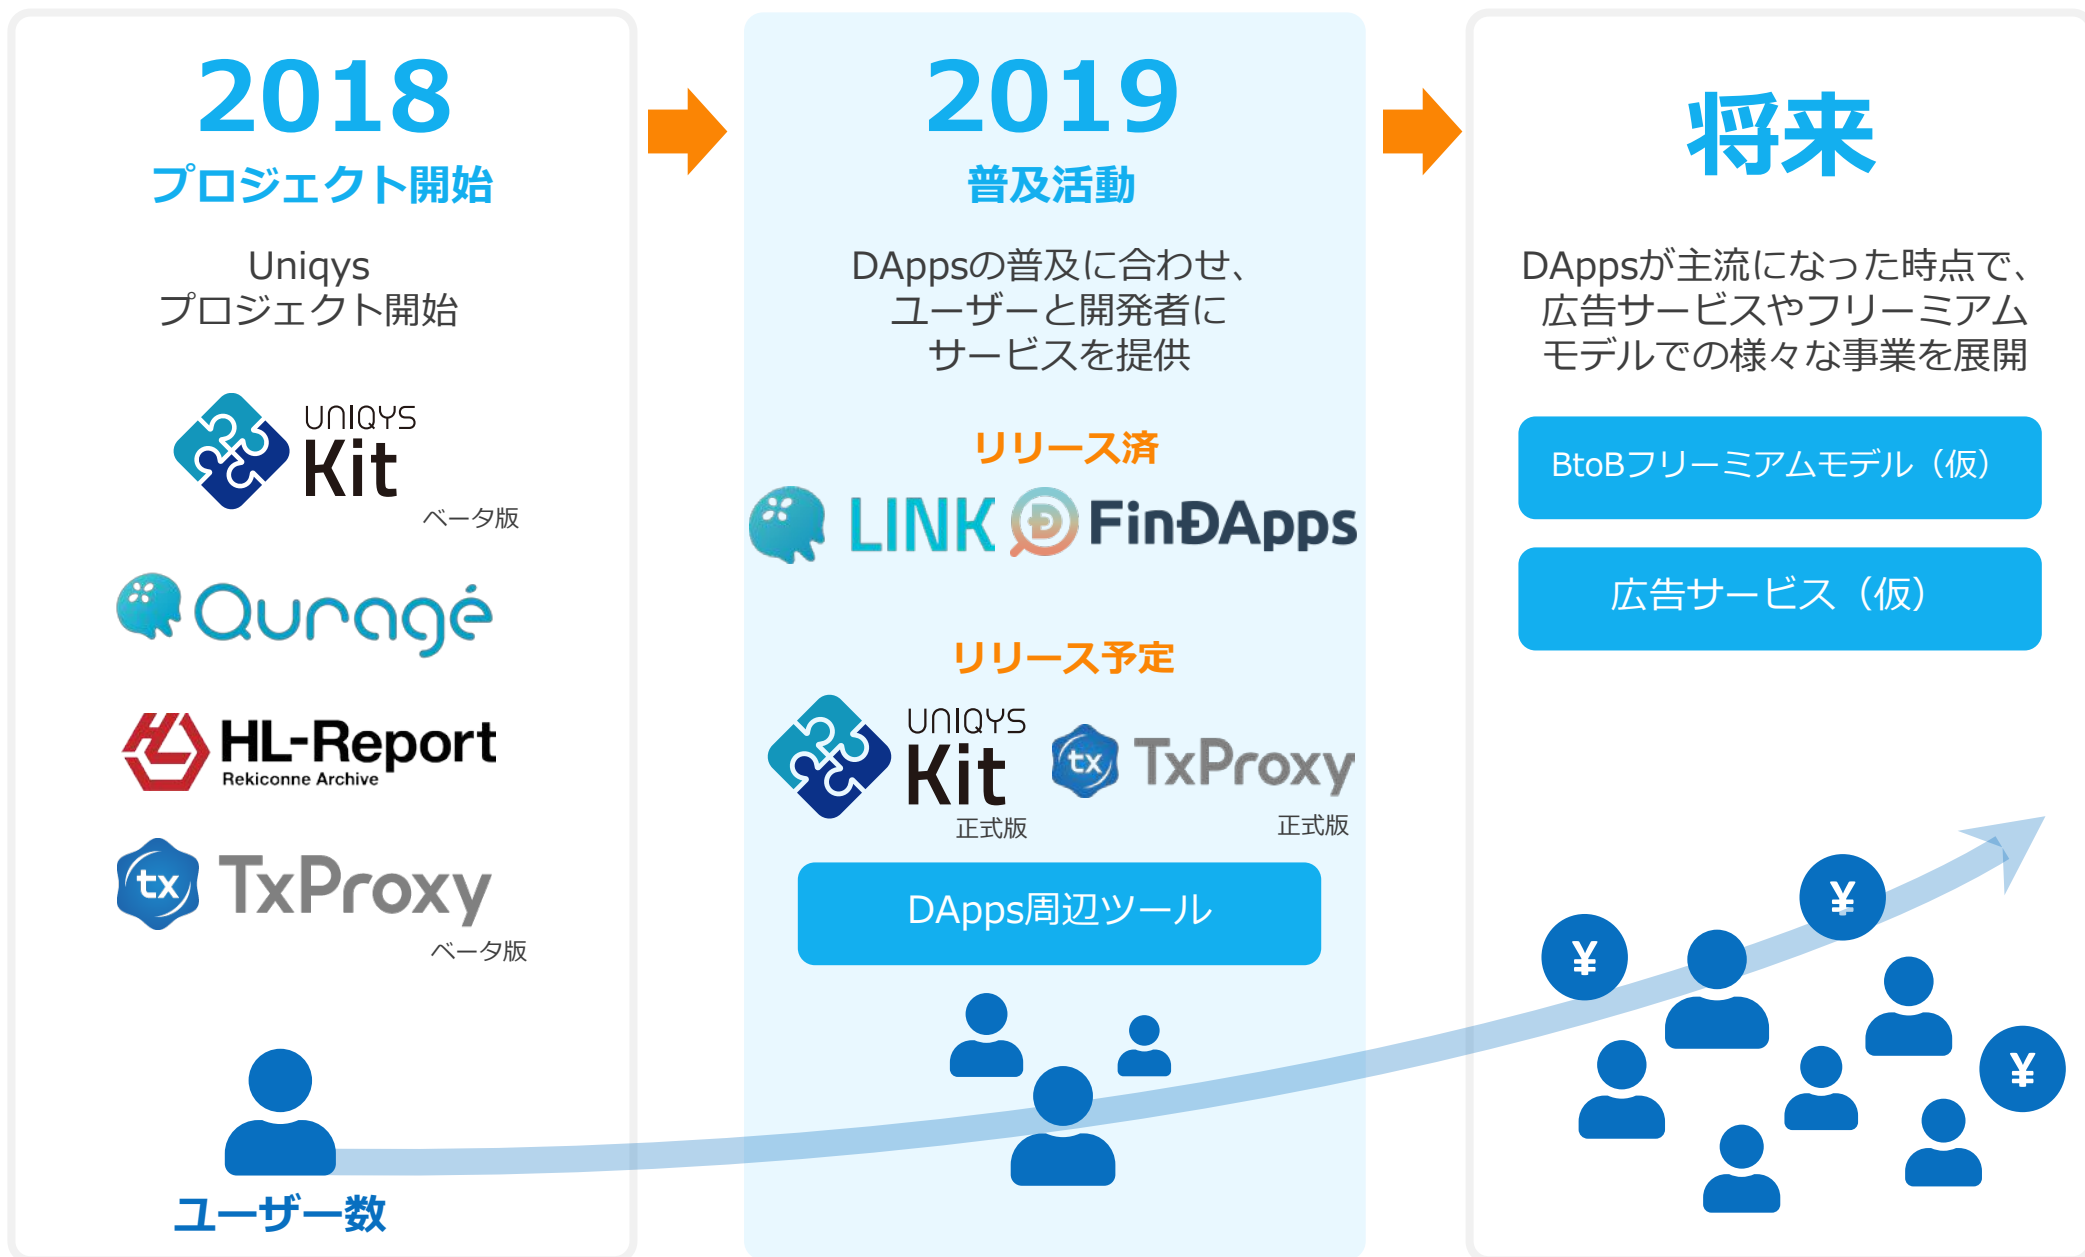 2018
プロジェクト開始
Uniqys
プロジェクト開始
UNIQYS
Kit
ベータ版
Quragé
HL-Report
Rekiconne Archive
tx TxProxy
ベータ版
2019
普及活動
DAppsの普及に合わせ、
ユーザーと開発者に
サービスを提供
リリース済
LINK FinÐApps
リリース予定
UNIQYS
Kit
正式版
tx TxProxy
正式版
DApps周辺ツール
将来
DAppsが主流になった時点で、
広告サービスやフリーミアム
モデルでの様々な事業を展開
BtoBフリーミアムモデル（仮）
広告サービス（仮）
¥
¥
¥
ユーザー数